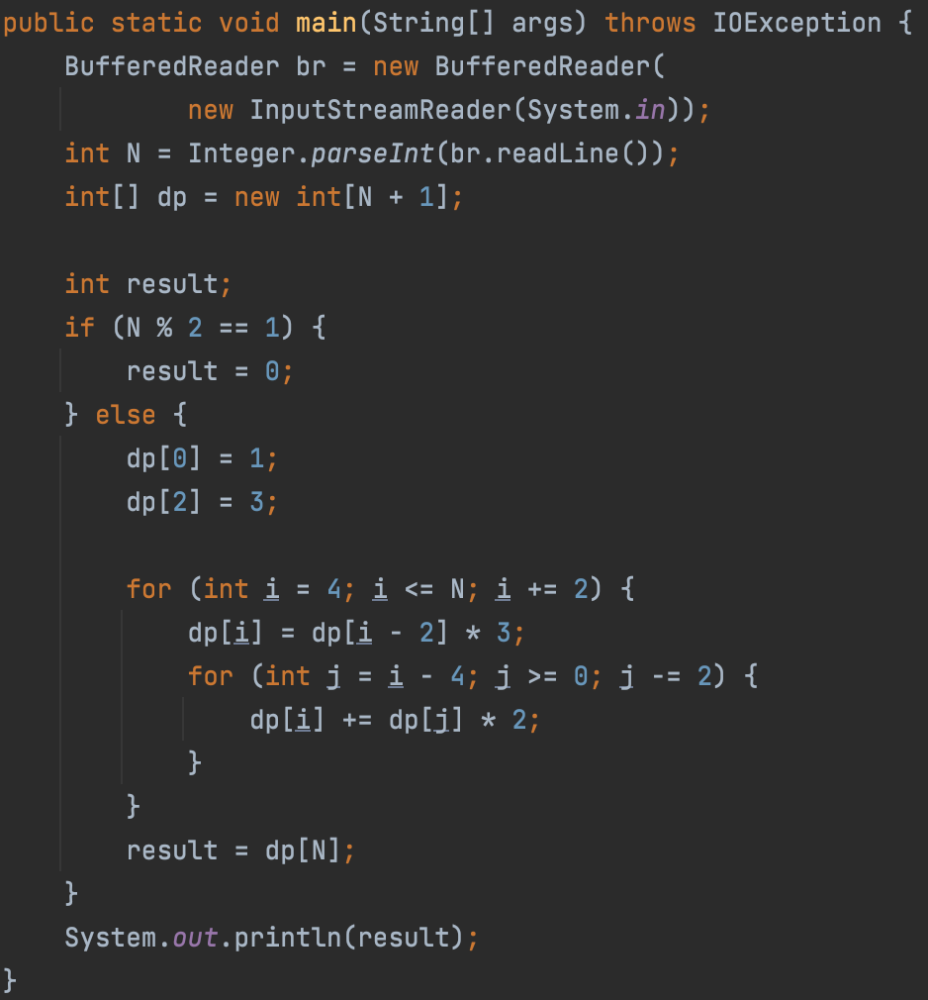 public static void main(String[] args) throws IOException {
    BufferedReader br = new BufferedReader(
            new InputStreamReader(System.in));
    int N = Integer.parseInt(br.readLine());
    int[] dp = new int[N + 1];

    int result;
    if (N % 2 == 1) {
        result = 0;
    } else {
        dp[0] = 1;
        dp[2] = 3;

        for (int i = 4; i <= N; i += 2) {
            dp[i] = dp[i - 2] * 3;
            for (int j = i - 4; j >= 0; j -= 2) {
                dp[i] += dp[j] * 2;
            }
        }
        result = dp[N];
    }
    System.out.println(result);
}